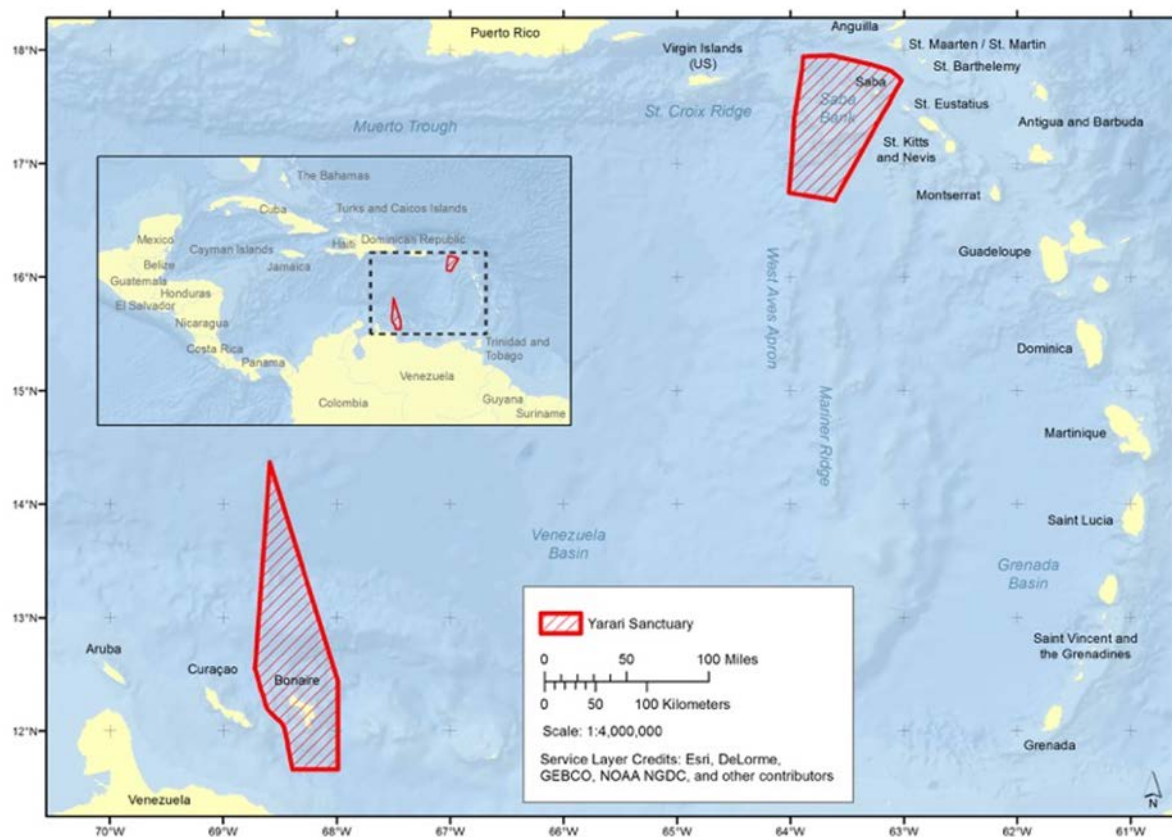 Puerto Rico
Anguilla
18°N
Virgin Islands
(US)
St. Maarten / St. Martin
St. Barthelemy
Saba
Saba
Bank
St. Eustatius
St. Croix Ridge
Muerto Trough
Antigua and Barbuda
St. Kitts
and Nevis
17°N
Montserrat
The Bahamas
Cuba
Turks and Caicos Islands
Mexico
Cayman Islands
Haiti
Dominican Republic
Belize
Jamaica
Guatemala
Honduras
El Salvador
Nicaragua
Costa Rica
Panama
Trinidad and
Tobago
Venezuela
Colombia
Guyana
Suriname
Guadeloupe
16°N
West Aves Apron
Dominica
15°N
Mariner Ridge
Martinique
14°N
Saint Lucia
Venezuela
Basin
Grenada
Basin
13°N
Aruba
Curaçao
Bonaire
Saint Vincent and
the Grenadines
12°N
Grenada
Venezuela
Yarari Sanctuary
0 50 100 Miles
0 50 100 Kilometers
Scale: 1:4,000,000
Service Layer Credits: Esri, DeLorme,
GEBCO, NOAA NGDC, and other contributors
N
70°W 69°W 68°W 67°W 66°W 65°W 64°W 63°W 62°W 61°W